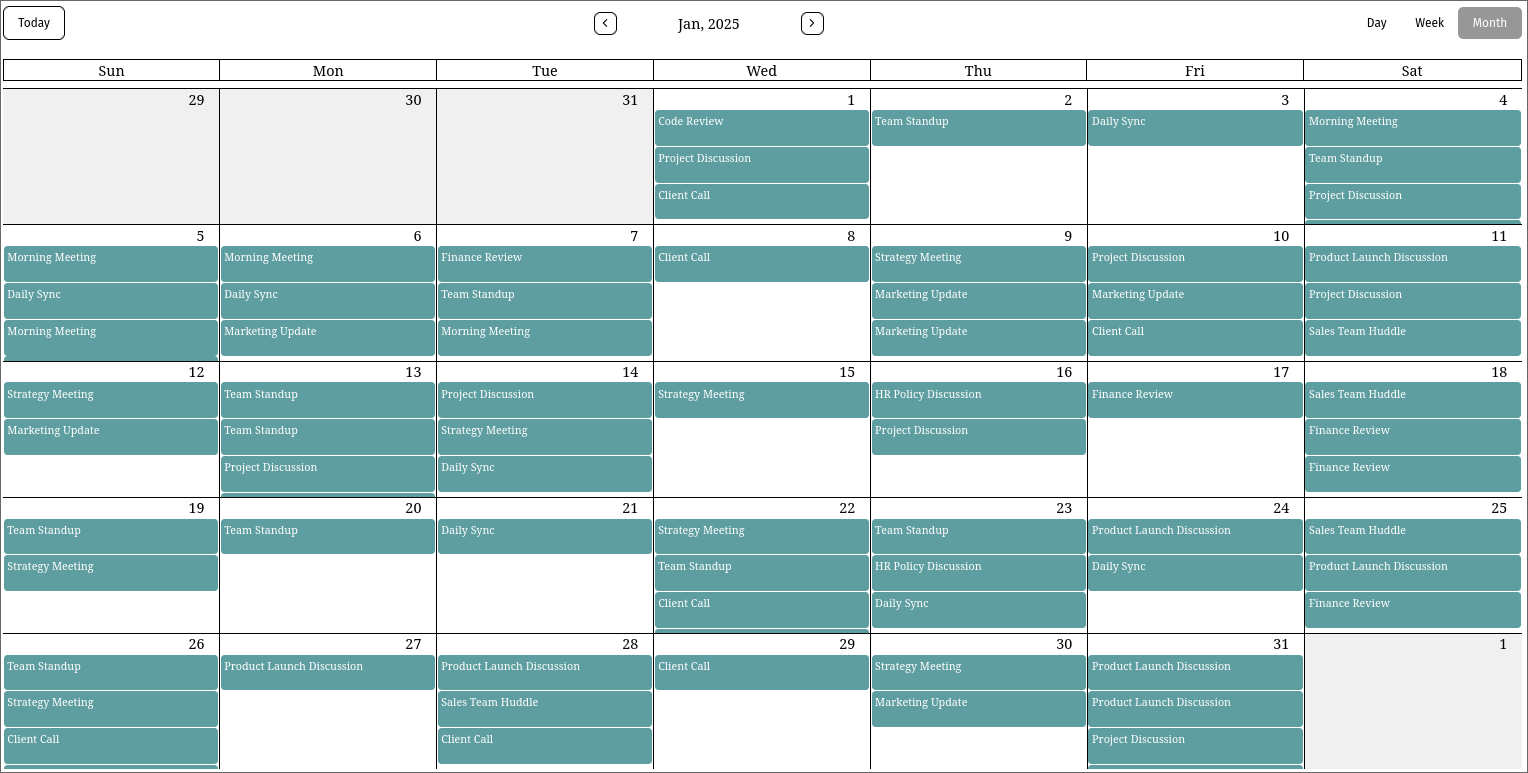 Today
Jan, 2025
Day Week Month
Sun Mon Tue Wed Thu Fri Sat
29 30 31 1 2 3 4
Code Review Team Standup Daily Sync Morning Meeting
Project Discussion Team Standup
Client Call Project Discussion
5 6 7 8 9 10 11
Morning Meeting Morning Meeting Finance Review Client Call Strategy Meeting Project Discussion Product Launch Discussion
Daily Sync Daily Sync Team Standup Marketing Update Marketing Update Project Discussion
Morning Meeting Marketing Update Morning Meeting Marketing Update Client Call Sales Team Huddle
12 13 14 15 16 17 18
Strategy Meeting Team Standup Project Discussion Strategy Meeting HR Policy Discussion Finance Review Sales Team Huddle
Marketing Update Team Standup Strategy Meeting Project Discussion Finance Review
Project Discussion Daily Sync Finance Review
19 20 21 22 23 24 25
Team Standup Team Standup Daily Sync Strategy Meeting Team Standup Product Launch Discussion Sales Team Huddle
Strategy Meeting Team Standup HR Policy Discussion Daily Sync Product Launch Discussion
Client Call Daily Sync Finance Review
26 27 28 29 30 31 1
Team Standup Product Launch Discussion Product Launch Discussion Client Call Strategy Meeting Product Launch Discussion
Strategy Meeting Sales Team Huddle Marketing Update Product Launch Discussion
Client Call Client Call Project Discussion